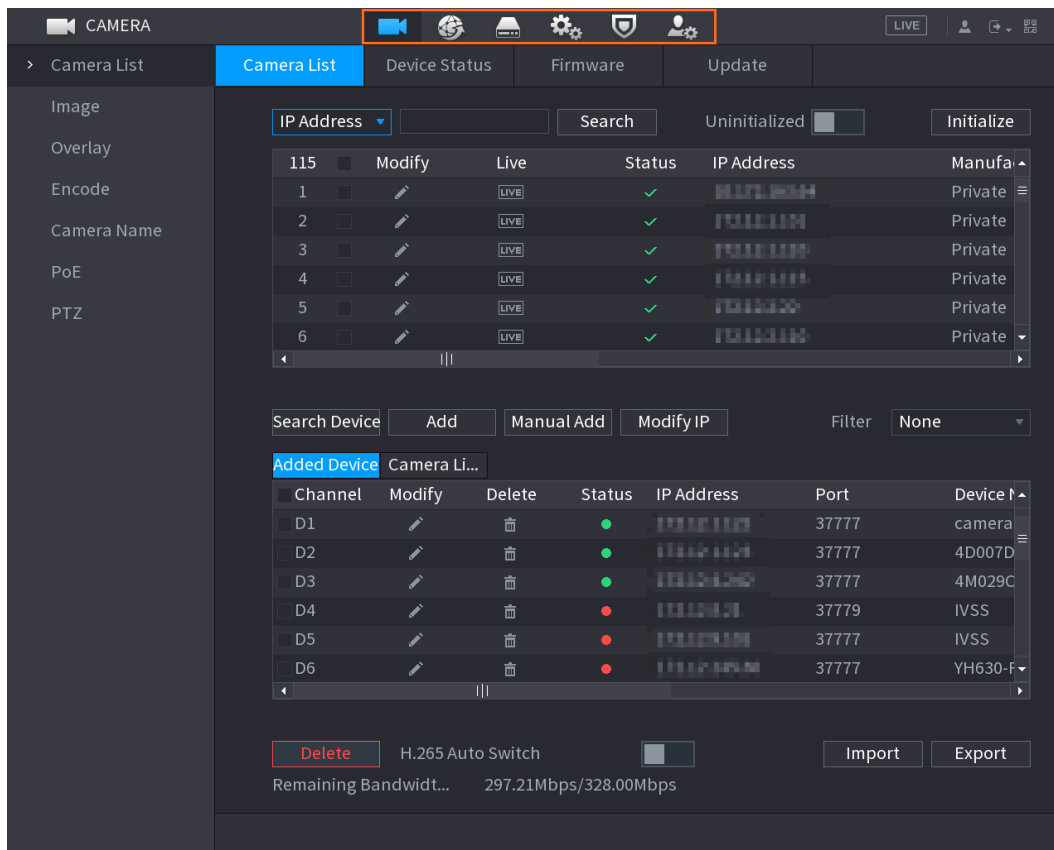 CAMERA LIVE
Camera List
Image
Overlay
Encode
Camera Name
PoE
PTZ
Camera List Device Status Firmware Update
IP Address Search Uninitialized Initialize
115 Modify Live Status IP Address Manufa
1 LIVE Private
2 LIVE Private
3 LIVE Private
4 LIVE Private
5 LIVE Private
6 LIVE Private
Search Device Add Manual Add Modify IP Filter None
Added Device Camera Li...
Channel Modify Delete Status IP Address Port Device
D1 37777 camera
D2 37777 4D007D
D3 37777
D4 37779 IVSS
D5 37777 IVSS
D6 37777
Delete H.265 Auto Switch Import Export
Remaining Bandwidt... 297.21Mbps/328.00Mbps